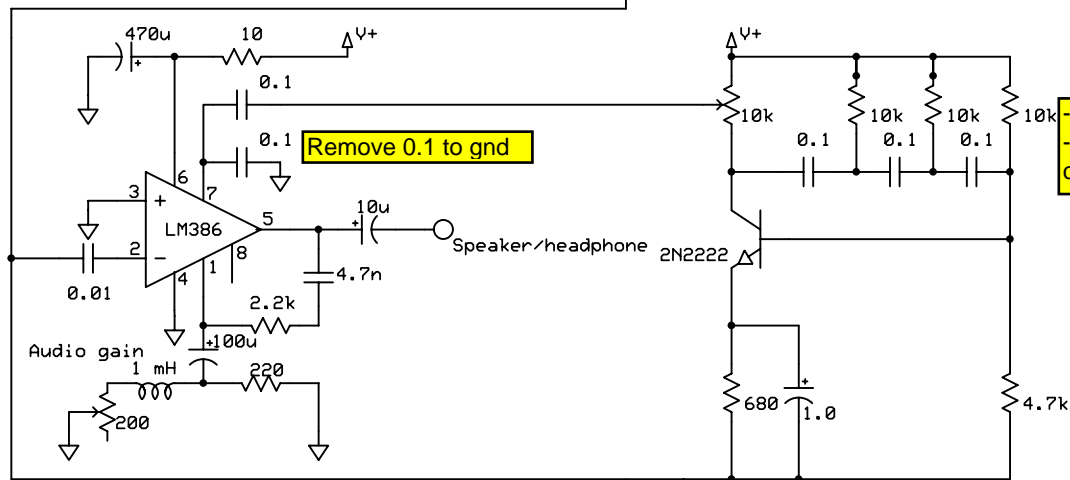 470u
10
V+
V+
0.1
10k
10k
10k
10k
0.1
Remove 0.1 to gnd
0.1
0.1
0.1
6
7
3
+
LM386
5
10u
+
Speaker/headphone
2
−
8
2N2222
0.01
4
1
4.7n
2.2k
+
100u
Audio gain
1 mH
220
200
680
+
1.0
4.7k